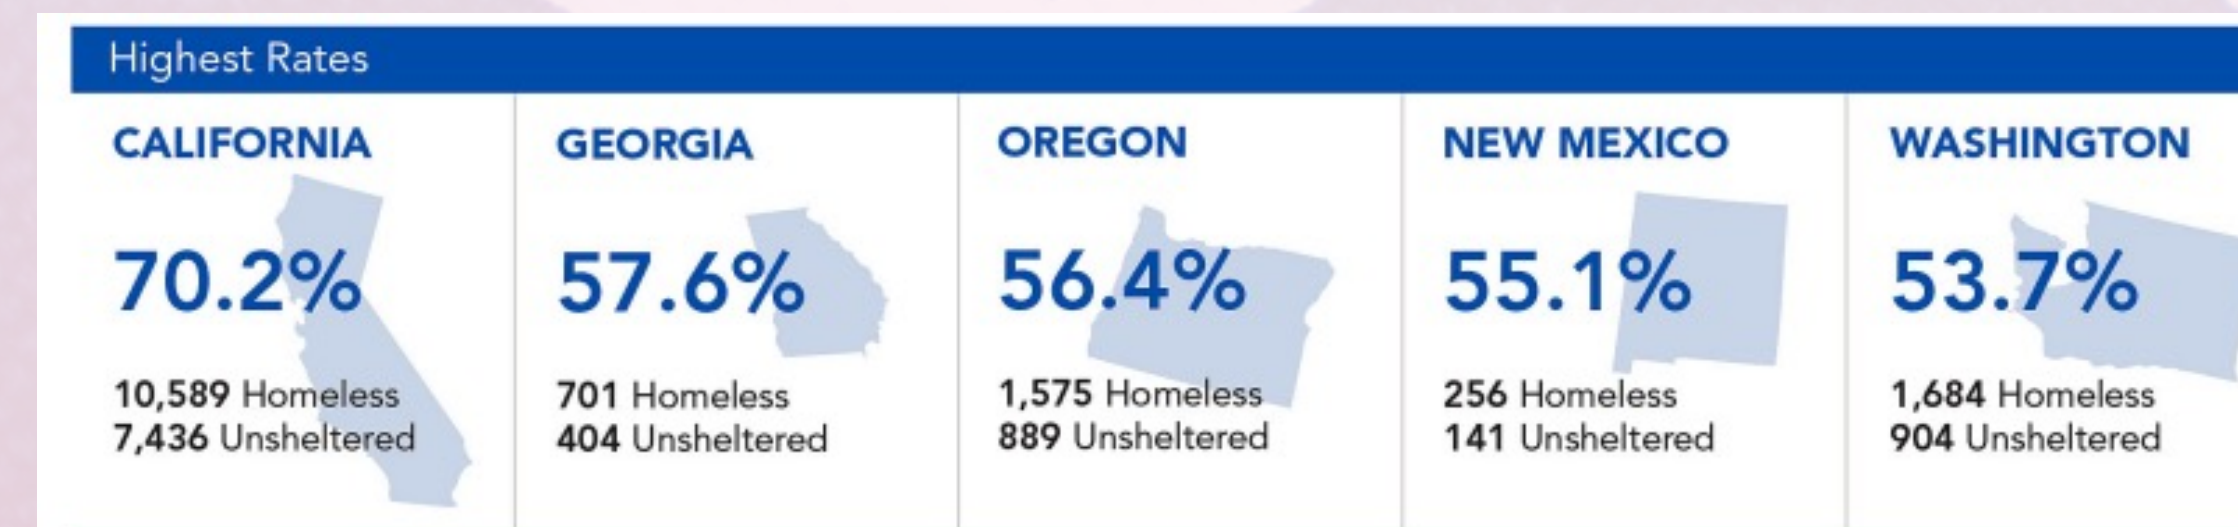 Highest Rates
CALIFORNIA
70.2%
10,589 Homeless
7,436 Unsheltered
GEORGIA
57.6%
701 Homeless
404 Unsheltered
OREGON
56.4%
1,575 Homeless
889 Unsheltered
NEW MEXICO
55.1%
256 Homeless
141 Unsheltered
WASHINGTON
53.7%
1,684 Homeless
904 Unsheltered